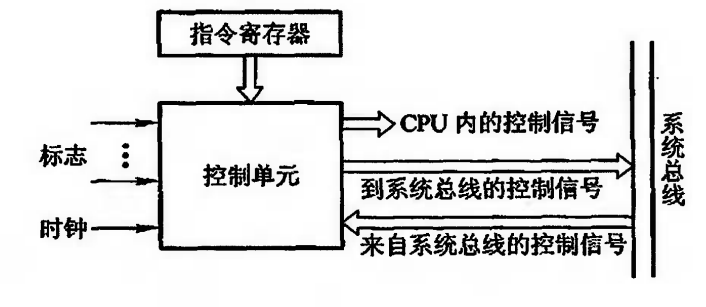 指令寄存器
标志
时钟
控制单元
CPU 内的控制信号
到系统总线的控制信号
来自系统总线的控制信号
系统总线